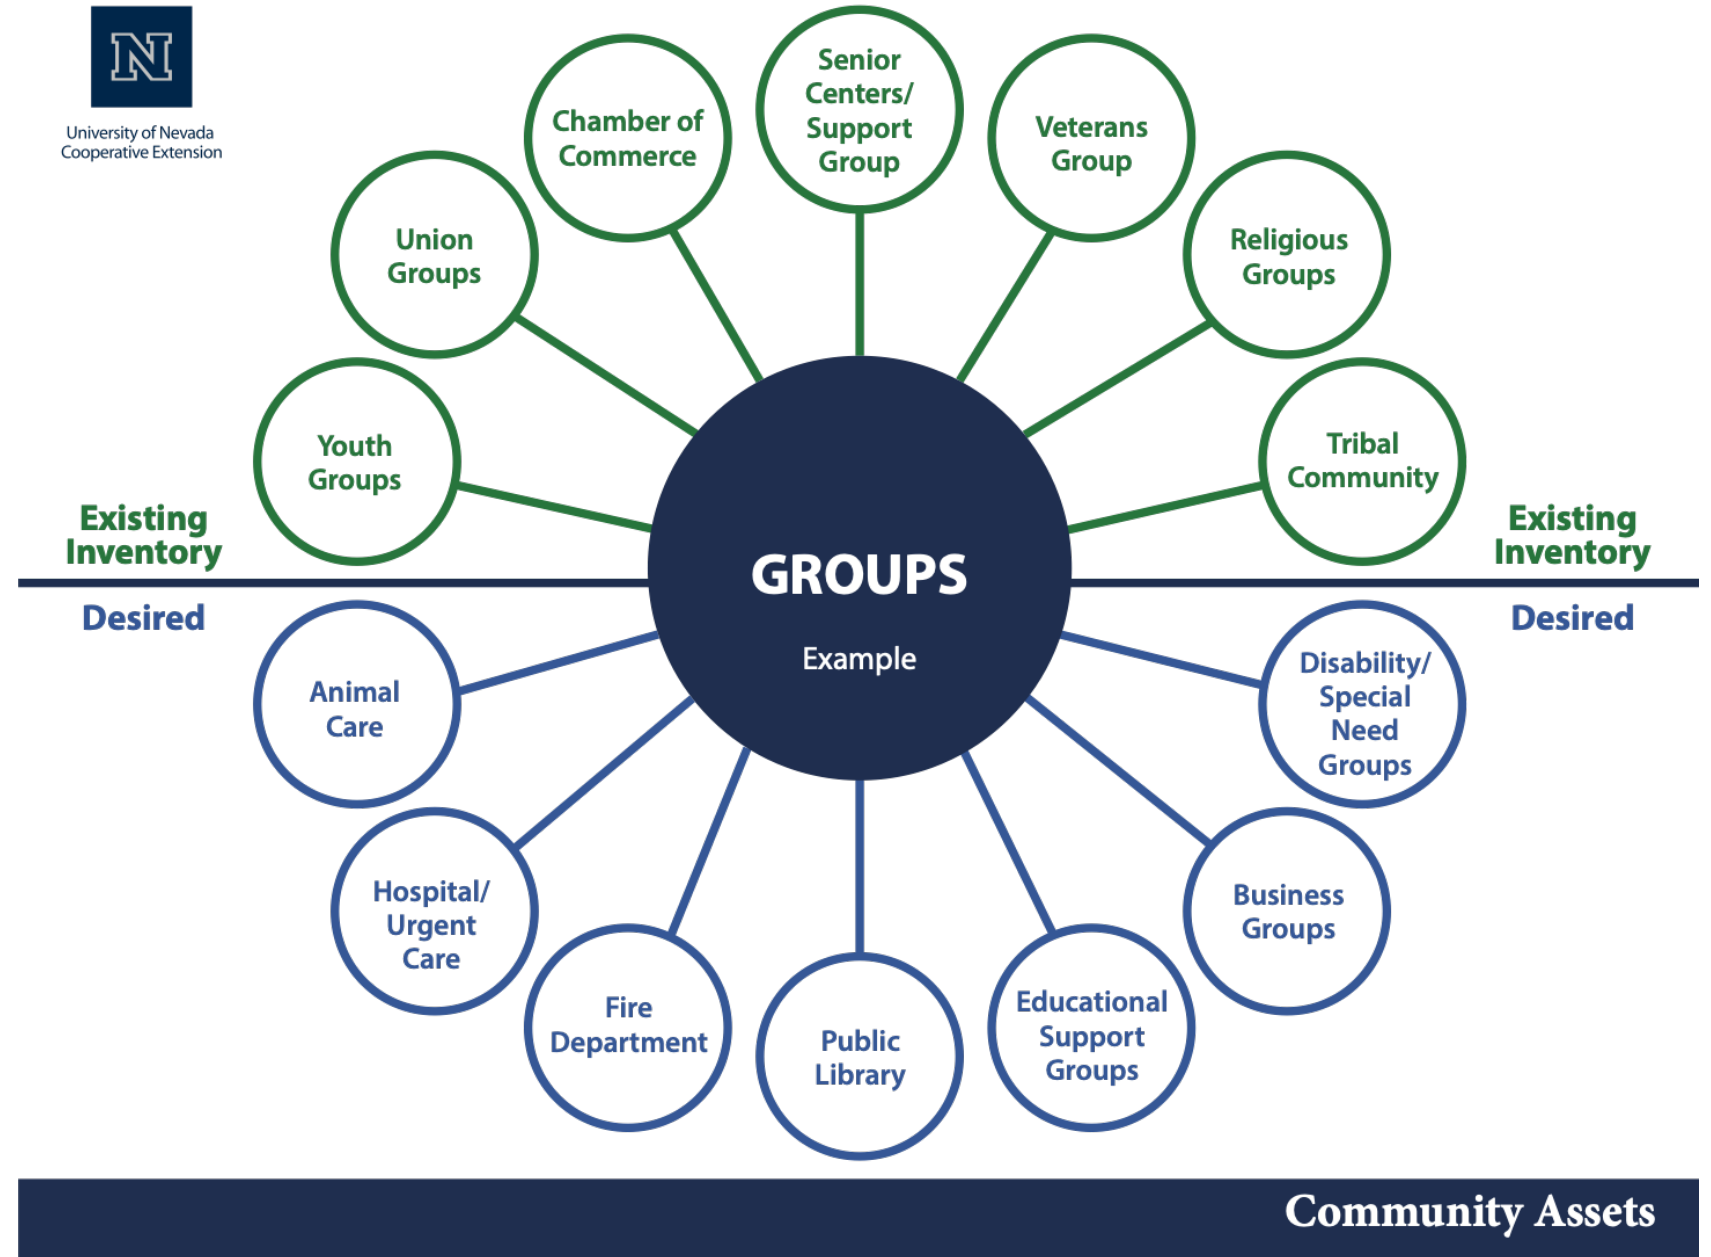 N
University of Nevada
Cooperative Extension
Senior
Centers/
Support
Group
Chamber of
Commerce
Veterans
Group
Union
Groups
Religious
Groups
Youth
Groups
Tribal
Community
Existing
Inventory
Existing
Inventory
GROUPS
Example
Desired
Desired
Animal
Care
Disability/
Special
Need
Groups
Hospital/
Urgent
Care
Business
Groups
Fire
Department
Public
Library
Educational
Support
Groups
Community Assets